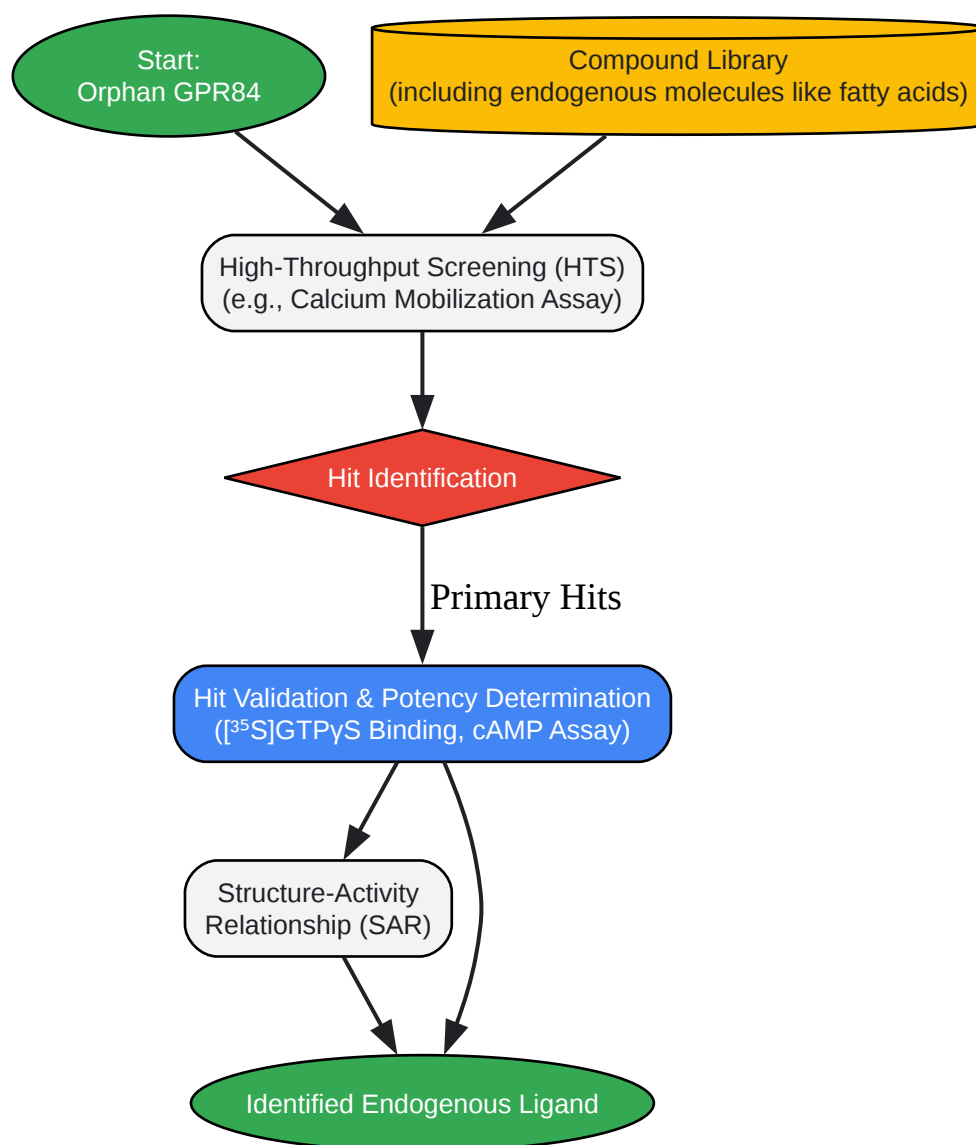 Start:
Orphan GPR84
Compound Library
(including endogenous molecules like fatty acids)
High-Throughput Screening (HTS)
(e.g., Calcium Mobilization Assay)
Hit Identification
Primary Hits
Hit Validation & Potency Determination
([³⁵S]GTPγS Binding, cAMP Assay)
Structure-Activity
Relationship (SAR)
Identified Endogenous Ligand